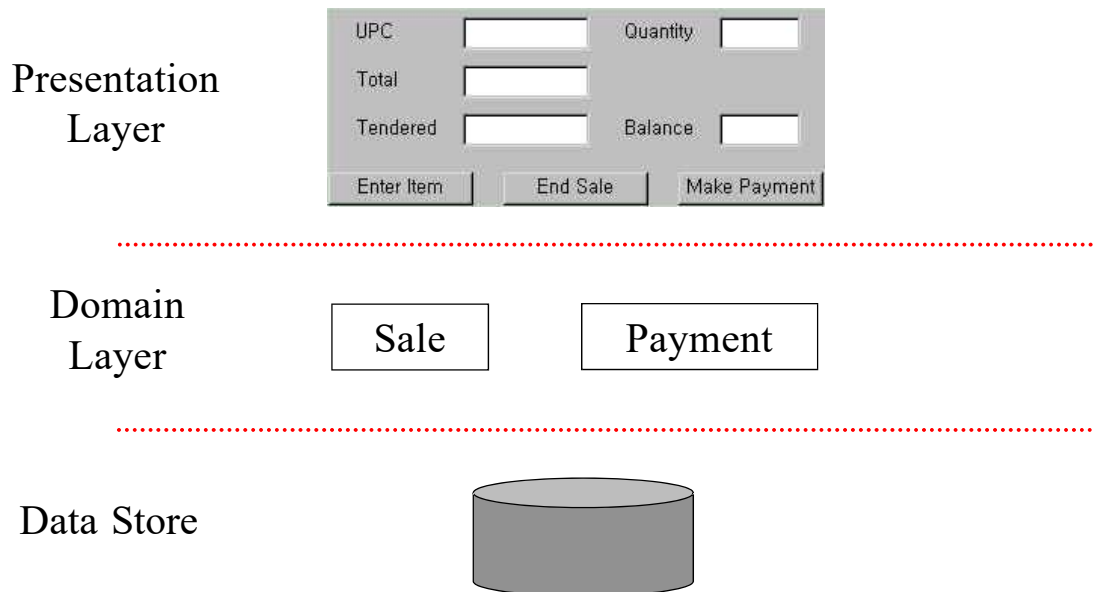 Presentation
Layer
UPC Quantity
Total
Tendered Balance
Enter Item End Sale Make Payment
Domain
Layer
Sale Payment
Data Store